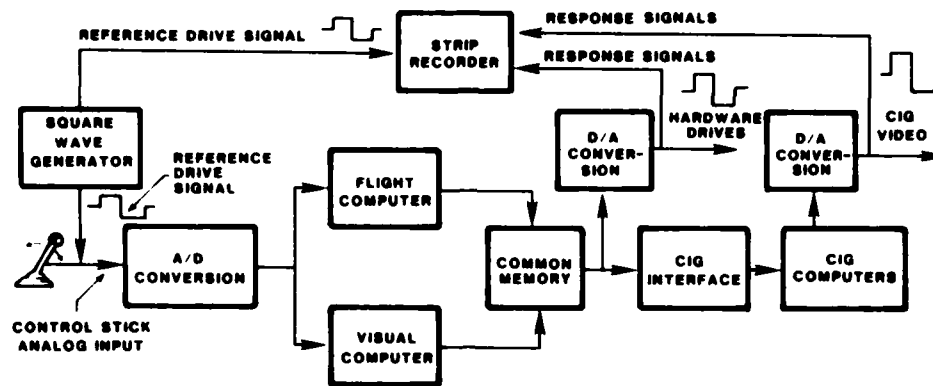 RESPONSE SIGNALS
REFERENCE DRIVE SIGNAL
STRIP
RECORDER
RESPONSE SIGNALS
SQUARE
WAVE
GENERATOR
REFERENCE
DRIVE
SIGNAL
D/A
CONVER-
SION
HARDWARE
DRIVES
D/A
CONVER-
SION
CIG
VIDEO
FLIGHT
COMPUTER
A/D
CONVERSION
COMMON
MEMORY
CIG
INTERFACE
CIG
COMPUTERS
CONTROL STICK
ANALOG INPUT
VISUAL
COMPUTER